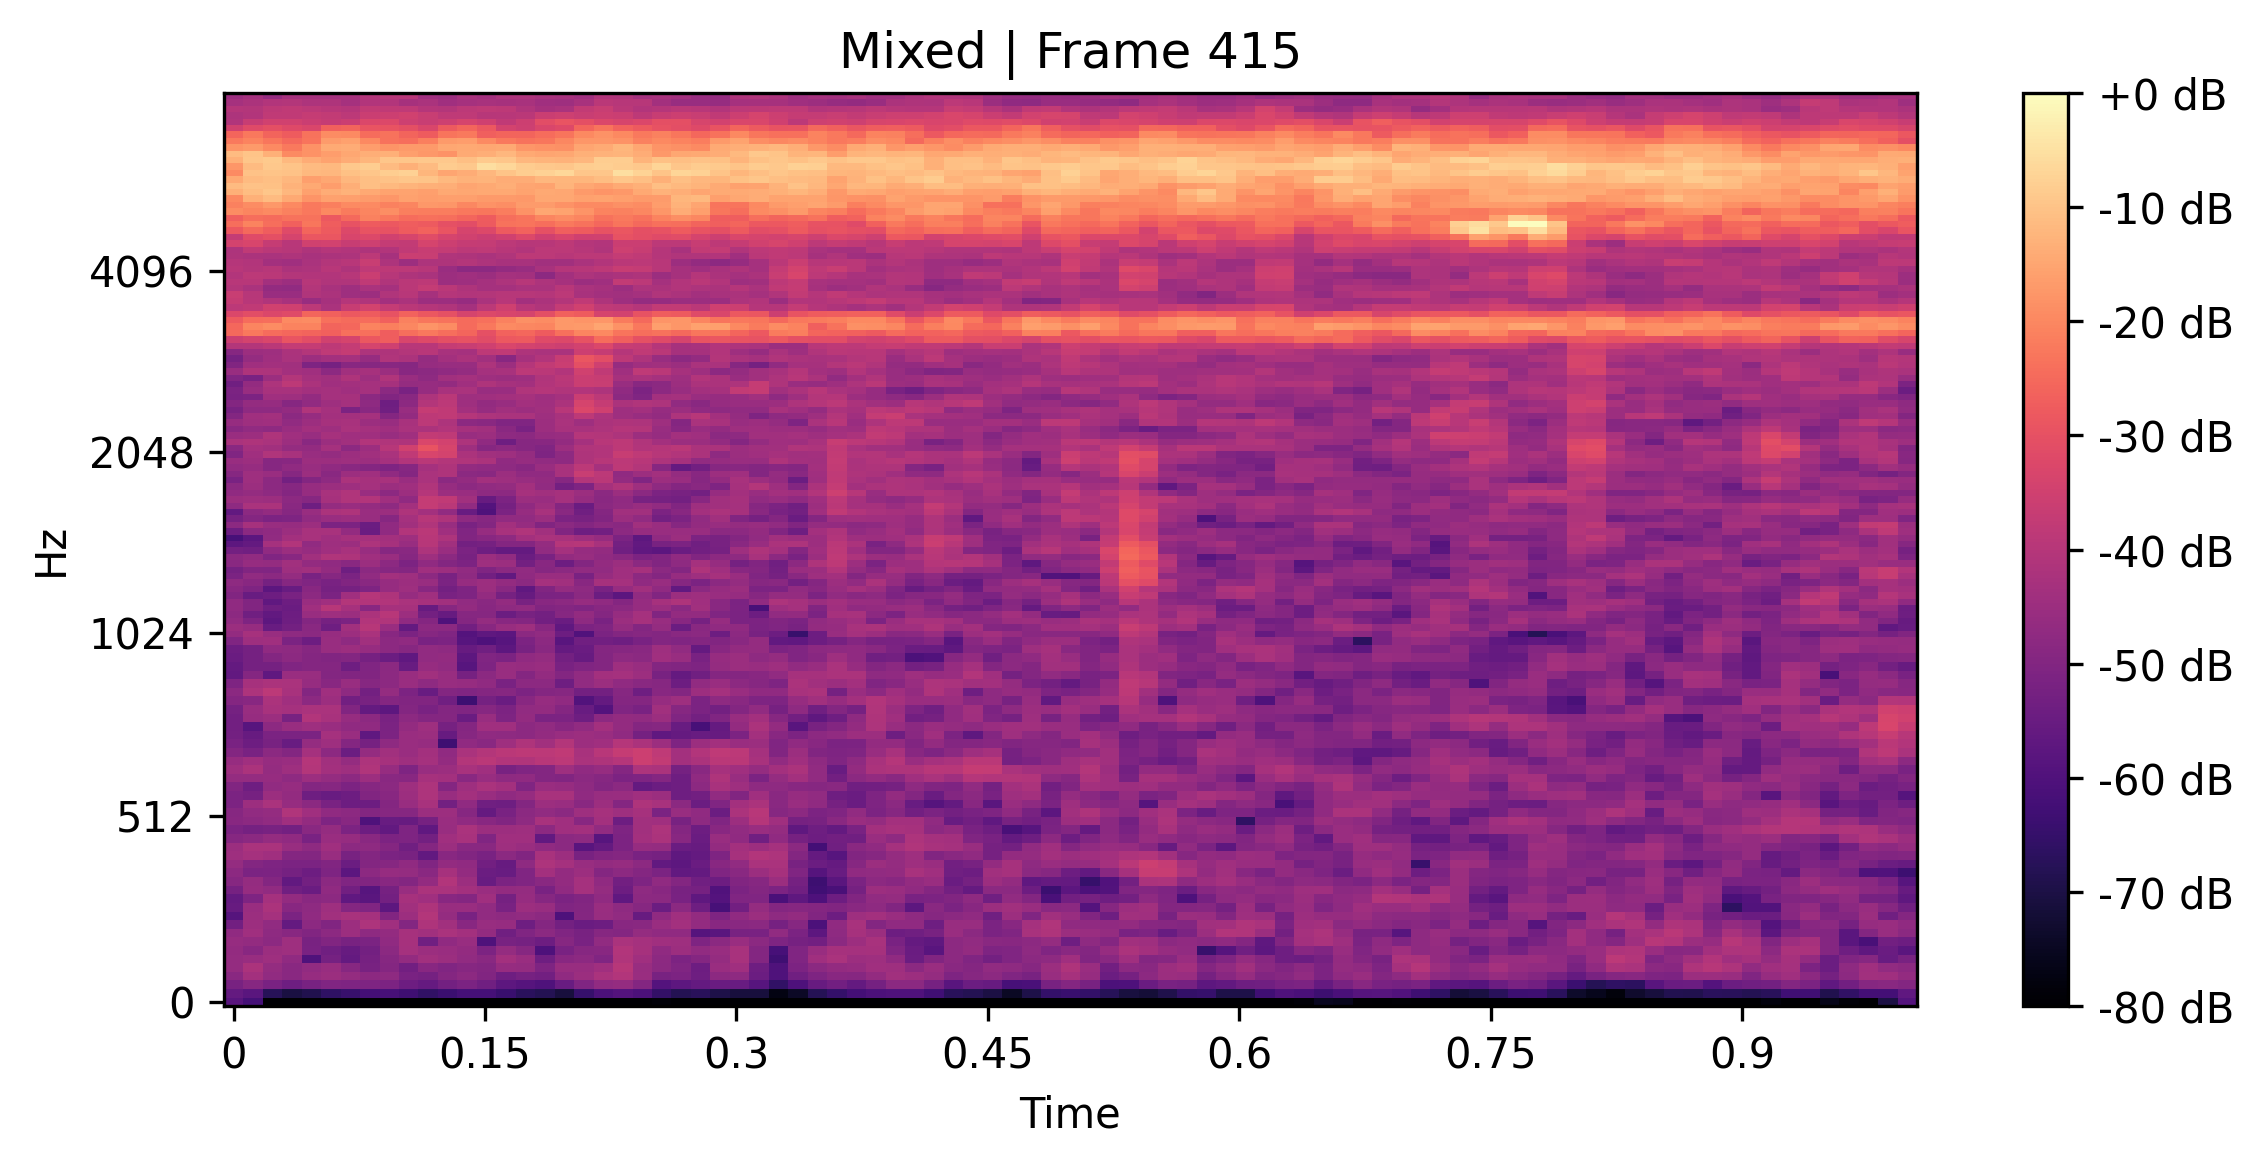 Mixed | Frame 415
+0 dB
-10 dB
-20 dB
-30 dB
-40 dB
-50 dB
-60 dB
-70 dB
-80 dB
Hz
4096
2048
1024
512
0
0 0.15 0.3 0.45 0.6 0.75 0.9
Time